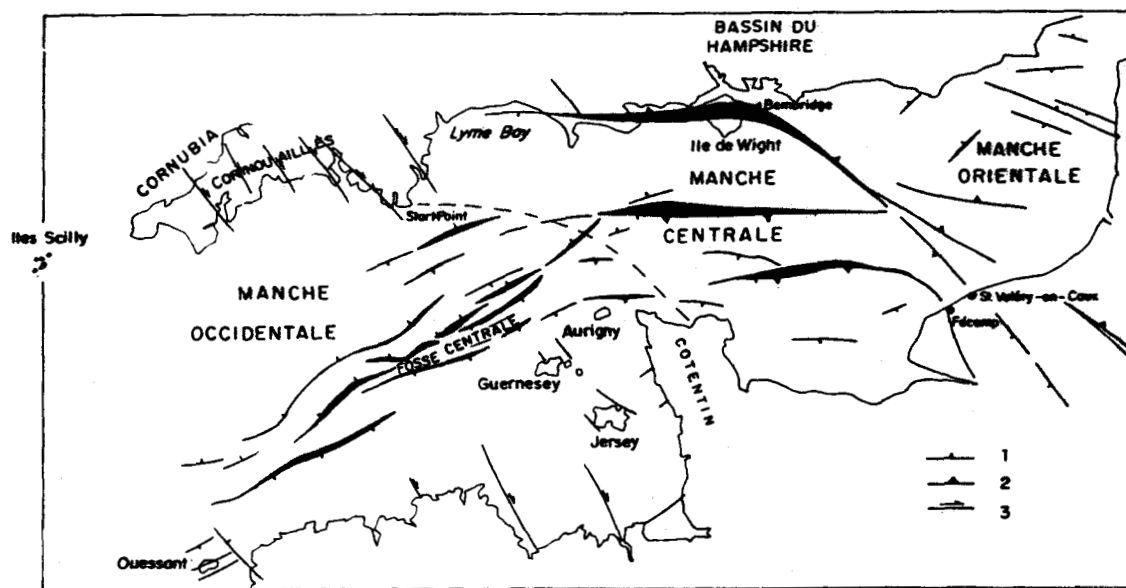 BASSIN DU
HAMPSHIRE
Bembridge
Lyme Bay
Ile de Wight
CORNUBIA
CORNOUAILLES
MANCHE
ORIENTALE
MANCHE
CENTRALE
Start Point
Iles Scilly
MANCHE
OCCIDENTALE
St Valéry-en-Caux
Fécamp
FOSSE CENTRALE
Aurigny
COTENTIN
Guernesey
Jersey
1
2
3
Ouessant